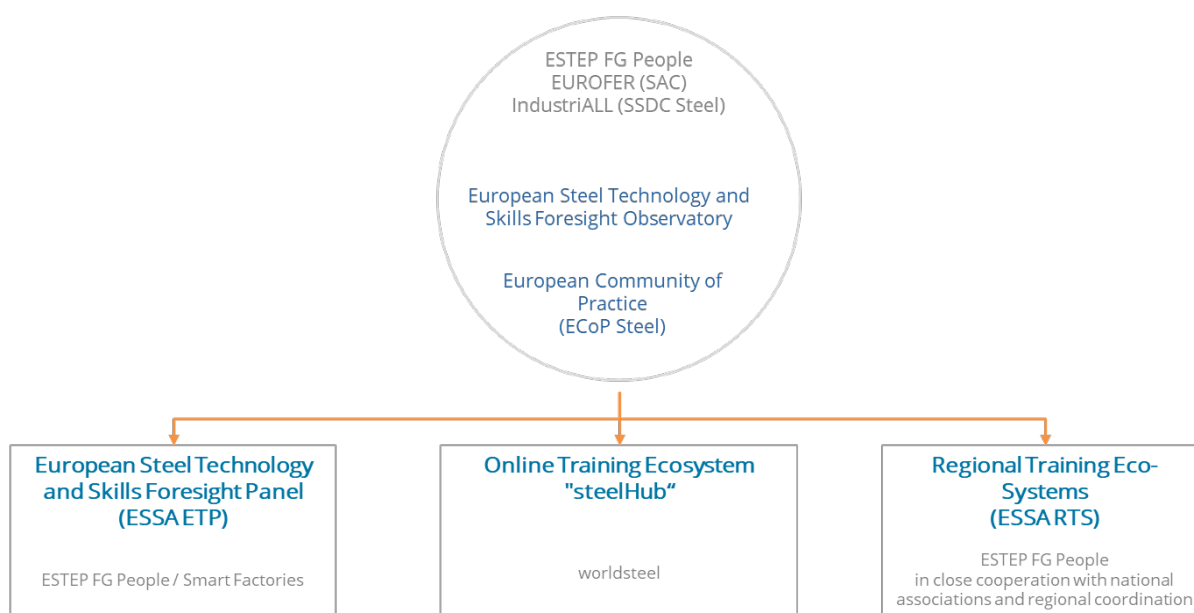 ESTEP FG People
EUROFER (SAC)
IndustriALL (SSDC Steel)
European Steel Technology and
Skills Foresight Observatory
European Community of
Practice
(ECoP Steel)
European Steel Technology
and Skills Foresight Panel
(ESSA ETP)
ESTEP FG People / Smart Factories
Online Training Ecosystem
"steelHub“
worldsteel
Regional Training Eco-
Systems
(ESSA RTS)
ESTEP FG People
in close cooperation with national
associations and regional coordination